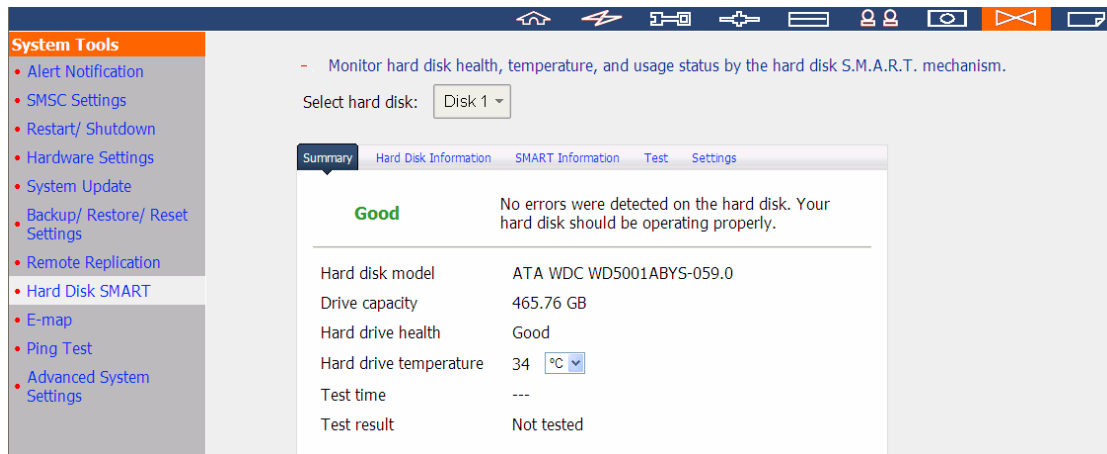 System Tools
• Alert Notification
• SMSC Settings
• Restart/ Shutdown
• Hardware Settings
• System Update
• Backup/ Restore/ Reset
Settings
• Remote Replication
• Hard Disk SMART
• E-map
• Ping Test
• Advanced System
Settings
- Monitor hard disk health, temperature, and usage status by the hard disk S.M.A.R.T. mechanism.
Select hard disk: Disk 1
Summary Hard Disk Information SMART Information Test Settings
Good
No errors were detected on the hard disk. Your
hard disk should be operating properly.
Hard disk model ATA WDC WD5001ABYS-059.0
Drive capacity 465.76 GB
Hard drive health Good
Hard drive temperature 34 ºC
Test time ---
Test result Not tested